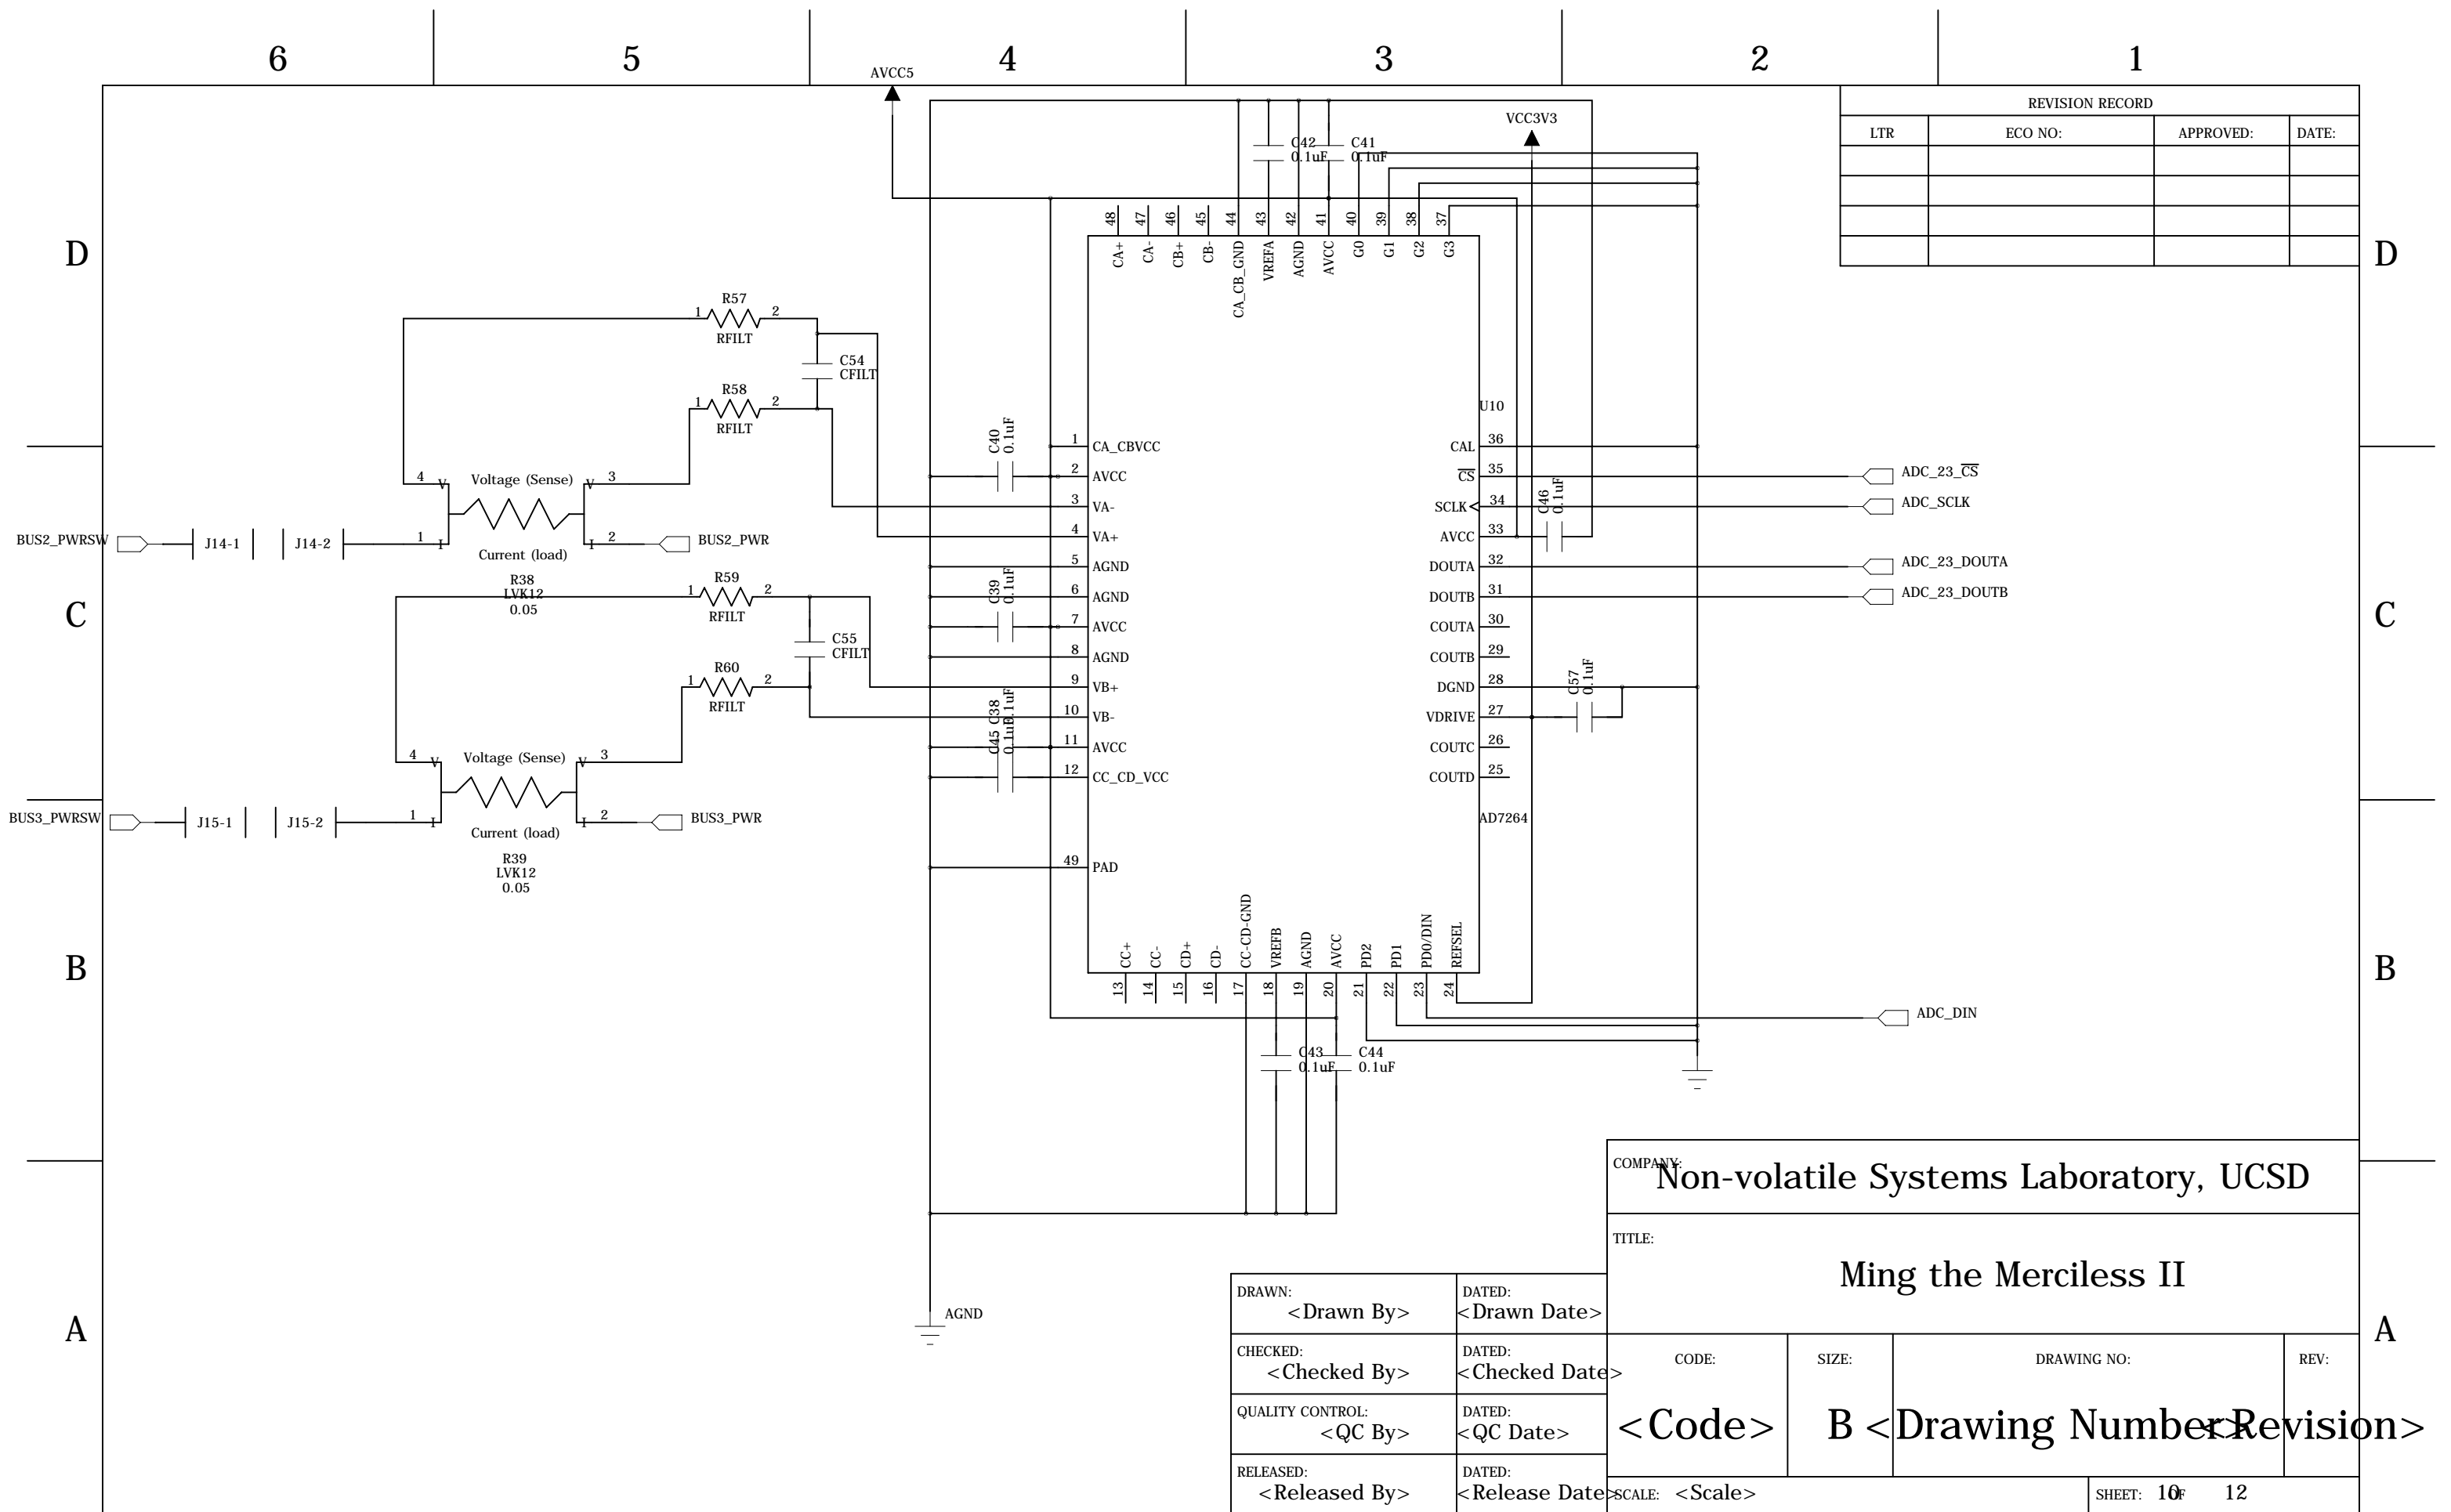 6 5 4 3 2 1
AVCC5
REVISION RECORD
LTR ECO NO: APPROVED: DATE:
VCC3V3
C42
0.1uF
C41
0.1uF
D D
48 47 46 45 44 43 42 41 40 39 38 37
CA+ CA- CB+ CB- CA_CB_GND VREFA AGND AVCC G0 G1 G2 G3
R57
1 2
RFILT
C54
CFILT
R58
1 2
RFILT
U10
C40
0.1uF
1 CA_CBVCC
2 AVCC
3 VA-
4 VA+
5 AGND
6 AGND
7 AVCC
8 AGND
9 VB+
10 VB-
11 AVCC
12 CC_CD_VCC
49 PAD
CAL 36
CS 35
SCLK 34
AVCC 33
DOUTA 32
DOUTB 31
COUTA 30
COUTB 29
DGND 28
VDRIVE 27
COUTC 26
COUTD 25
AD7264
ADC_23_CS
ADC_SCLK
ADC_23_DOUTA
ADC_23_DOUTB
C46
0.1uF
C57
0.1uF
C39
0.1uF
C38
0.1uF
C45
0.1uF
4 V Voltage (Sense) V 3
BUS2_PWRSW J14-1 J14-2 1 I I 2 BUS2_PWR
Current (load)
R38
LVK12
0.05
C C
R59
1 2
RFILT
C55
CFILT
R60
1 2
RFILT
4 V Voltage (Sense) V 3
BUS3_PWRSW J15-1 J15-2 1 I I 2 BUS3_PWR
Current (load)
R39
LVK12
0.05
B B
CC+ CC- CD+ CD- CC-CD-GND VREFB AGND AVCC PD2 PD1 PD0/DIN REFSEL
13 14 15 16 17 18 19 20 21 22 23 24
ADC_DIN
C43
0.1uF
C44
0.1uF
AGND
A A
COMPANY:
Non-volatile Systems Laboratory, UCSD
TITLE:
Ming the Merciless II
DRAWN: DATED:
<Drawn By> <Drawn Date>
CHECKED: DATED:
<Checked By> <Checked Date>
QUALITY CONTROL: DATED:
<QC By> <QC Date>
RELEASED: DATED:
<Released By> <Release Date>
CODE: SIZE: DRAWING NO: REV:
<Code> B <Drawing Number> <Revision>
SCALE: <Scale> SHEET: 10 OF 12